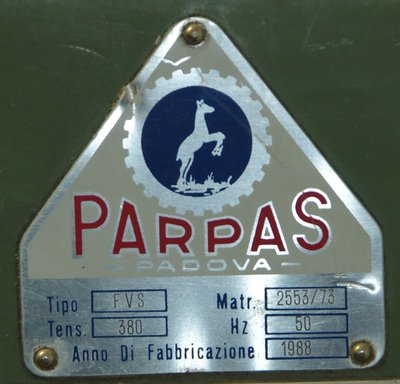 PARPAS
- PADOVA -
Tipo FVS Matr. 2553/73
Tens. 380 Hz 50
Anno Di Fabbricazione 1988